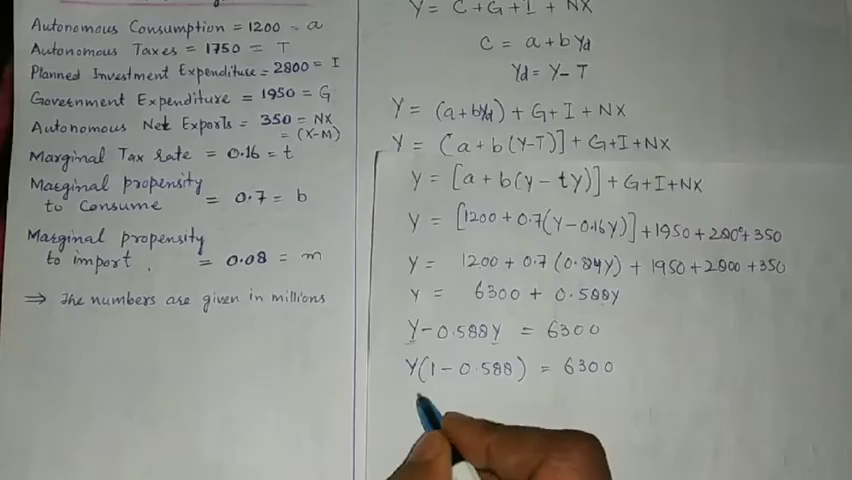 Autonomous Consumption = 1200 = a
Autonomous Taxes = 1750 = T
Planned Investment Expenditure = 2800 = I
Government Expenditure = 1950 = G
Autonomous Net Exports = 350 = NX
= (X-M)
Marginal Tax rate = 0.16 = t
Marginal propensity
to consume = 0.7 = b
Marginal propensity
to import. = 0.08 = m
⇒ The numbers are given in millions
Y = C+G+I + NX
C = a + b Yd
Yd = Y - T
Y = (a+bYd) + G+I + NX
Y = [a + b(Y-T)] + G+I+NX
Y = [a + b(Y - tY)] + G+I+NX
Y = [1200 + 0.7(Y-0.16Y)] + 1950 + 2800 + 350
Y = 1200 + 0.7(0.84Y) + 1950 + 2800 + 350
Y = 6300 + 0.588Y
Y - 0.588Y = 6300
Y(1 - 0.588) = 6300